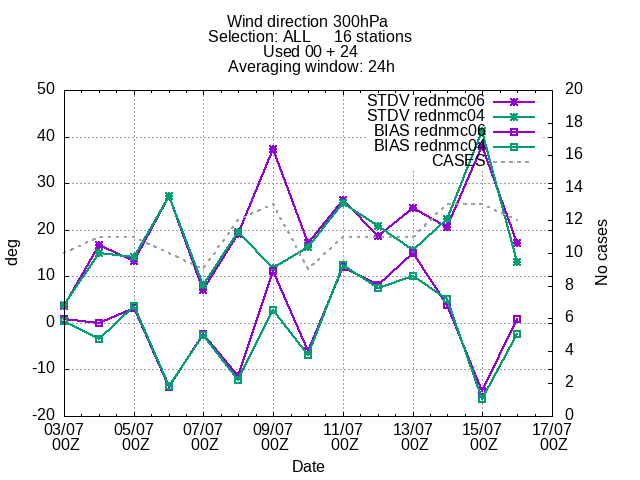 Wind direction 300hPa
Selection: ALL 16 stations
Used 00 + 24
Averaging window: 24h
STDV rednmc06
STDV rednmc04
BIAS rednmc06
BIAS rednmc04
CASES
50
40
30
20
10
0
-10
-20
deg
20
18
16
14
12
10
8
6
4
2
0
No cases
03/07 05/07 07/07 09/07 11/07 13/07 15/07 17/07
00Z 00Z 00Z 00Z 00Z 00Z 00Z 00Z
Date